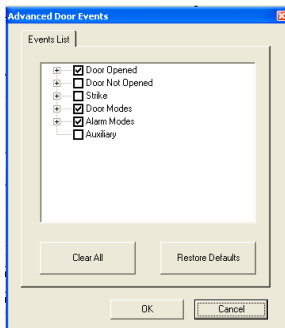 Advanced Door Events
Events List
Door Opened
Door Not Opened
Strike
Door Modes
Alarm Modes
Auxiliary
Clear All
Restore Defaults
OK
Cancel